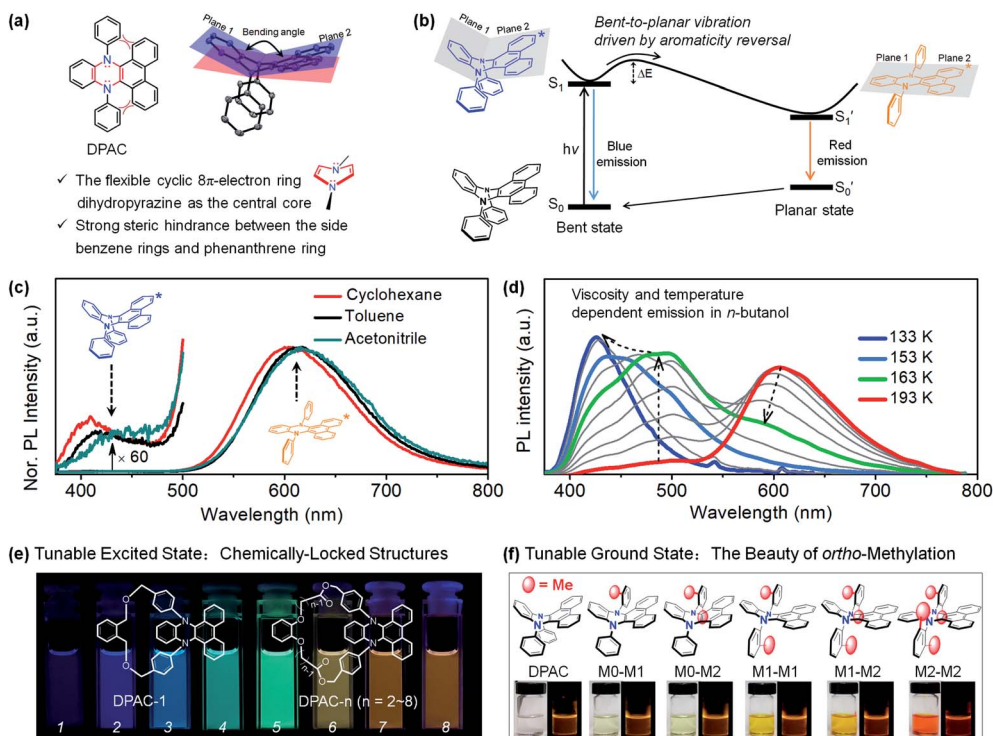 (a)
Plane 1
Bending angle
Plane 2
N
N
DPAC
✓ The flexible cyclic 8π-electron ring
dihydropyrazine as the central core
N
N
✓ Strong steric hindrance between the side
benzene rings and phenanthrene ring
(b)
Plane 1 Plane 2
*
N
N
Bent-to-planar vibration
driven by aromaticity reversal
ΔE
S₁
hν
Blue
emission
S₀
Bent state
N
N
Plane 1 Plane 2
*
N
N
S₁'
Red
emission
S₀'
Planar state
(c)
Nor. PL Intensity (a.u.)
*
Cyclohexane
Toluene
Acetonitrile
× 60
*
400 500 600 700 800
Wavelength (nm)
(d)
PL intensity (a.u.)
Viscosity and temperature
dependent emission in n-butanol
133 K
153 K
163 K
193 K
400 500 600 700 800
Wavelength (nm)
(e) Tunable Excited State: Chemically-Locked Structures
O
O
N
N
DPAC-1
n-1
O
O
O
O
n-1
O
O
N
N
DPAC-n (n = 2~8)
1 2 3 4 5 6 7 8
(f) Tunable Ground State: The Beauty of ortho-Methylation
= Me
N N N N N N
N N N N N N
DPAC M0-M1 M0-M2 M1-M1 M1-M2 M2-M2